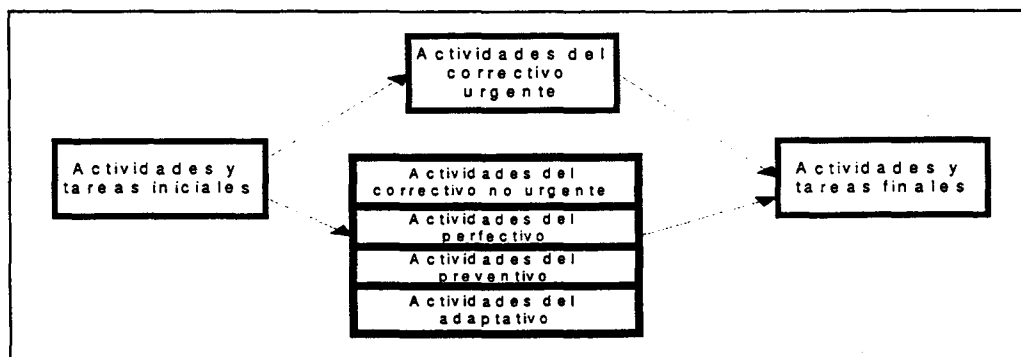 Actividades del
correctivo
urgente
Actividades y
tareas iniciales
Actividades del
correctivo no urgente
Actividades del
perfectivo
Actividades del
preventivo
Actividades del
adaptativo
Actividades y
tareas finales